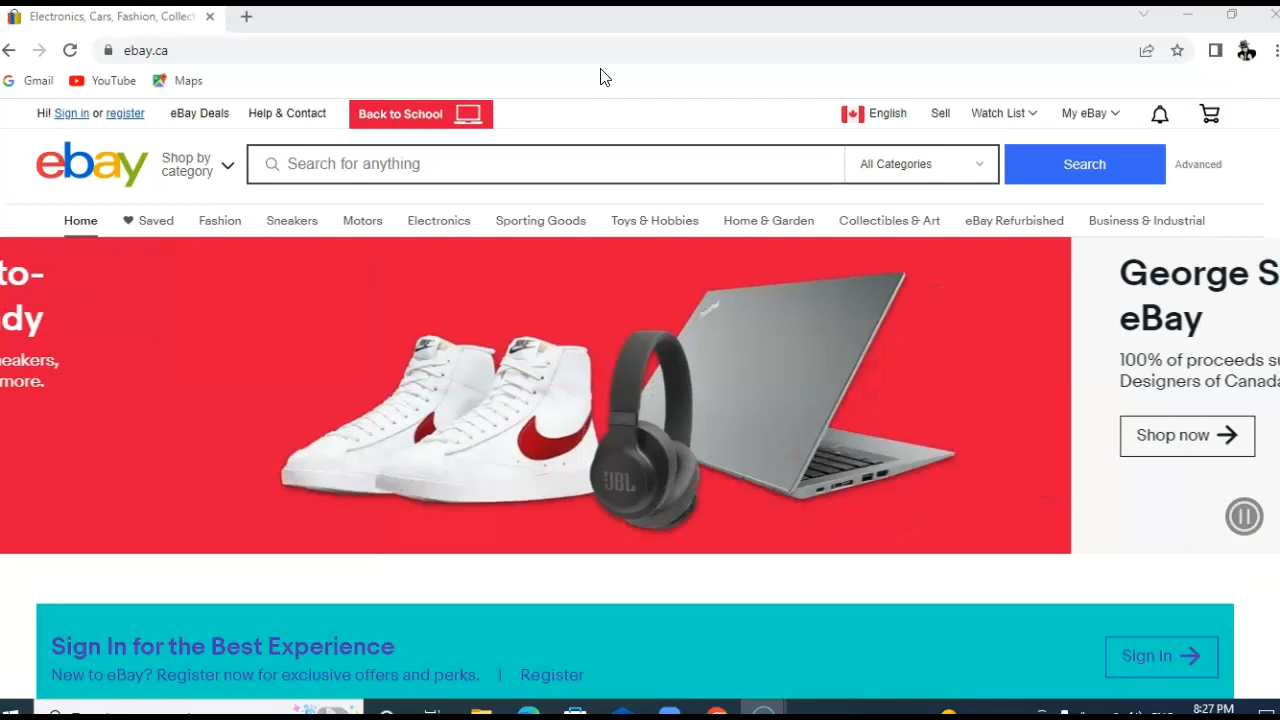 Electronics, Cars, Fashion, Collect
ebay.ca
Gmail YouTube Maps
Hi! Sign in or register eBay Deals Help & Contact Back to School English Sell Watch List My eBay
ebay Shop by category Search for anything All Categories Search Advanced
Home Saved Fashion Sneakers Motors Electronics Sporting Goods Toys & Hobbies Home & Garden Collectibles & Art eBay Refurbished Business & Industrial
to-
dy
eakers,
more.
JBL
George S
eBay
100% of proceeds su
Designers of Canada
Shop now
Sign In for the Best Experience
New to eBay? Register now for exclusive offers and perks. | Register
Sign In
8:27 PM